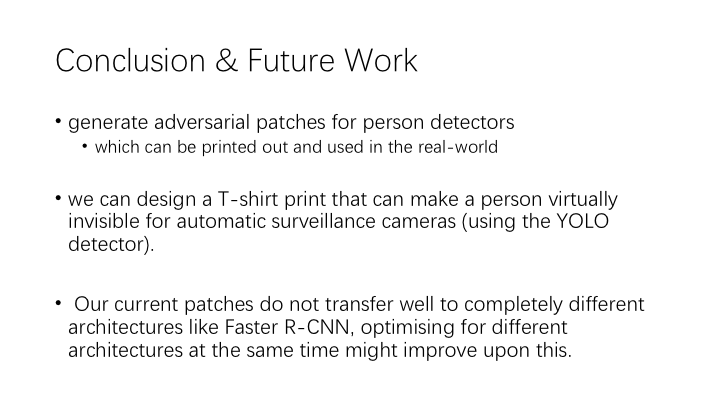 Conclusion & Future Work
• generate adversarial patches for person detectors
• which can be printed out and used in the real-world
• we can design a T-shirt print that can make a person virtually
invisible for automatic surveillance cameras (using the YOLO
detector).
• Our current patches do not transfer well to completely different
architectures like Faster R-CNN, optimising for different
architectures at the same time might improve upon this.